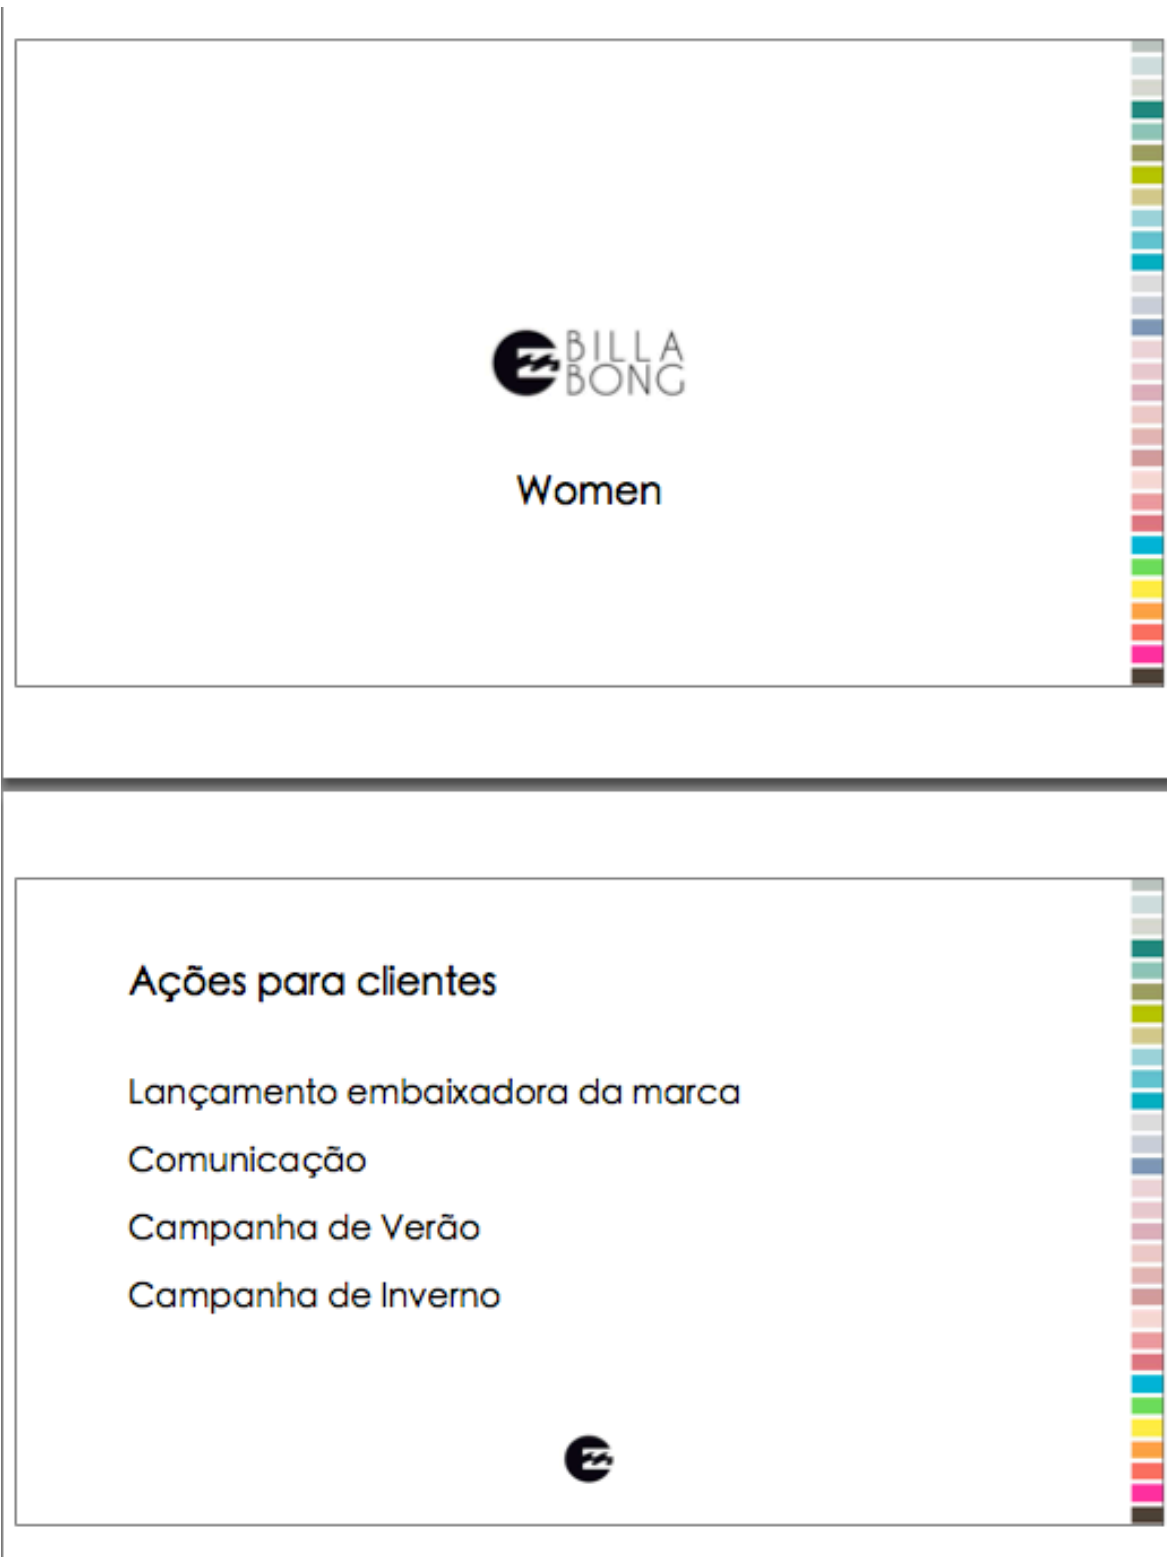 BILLA
BONG
Women
Ações para clientes
Lançamento embaixadora da marca
Comunicação
Campanha de Verão
Campanha de Inverno